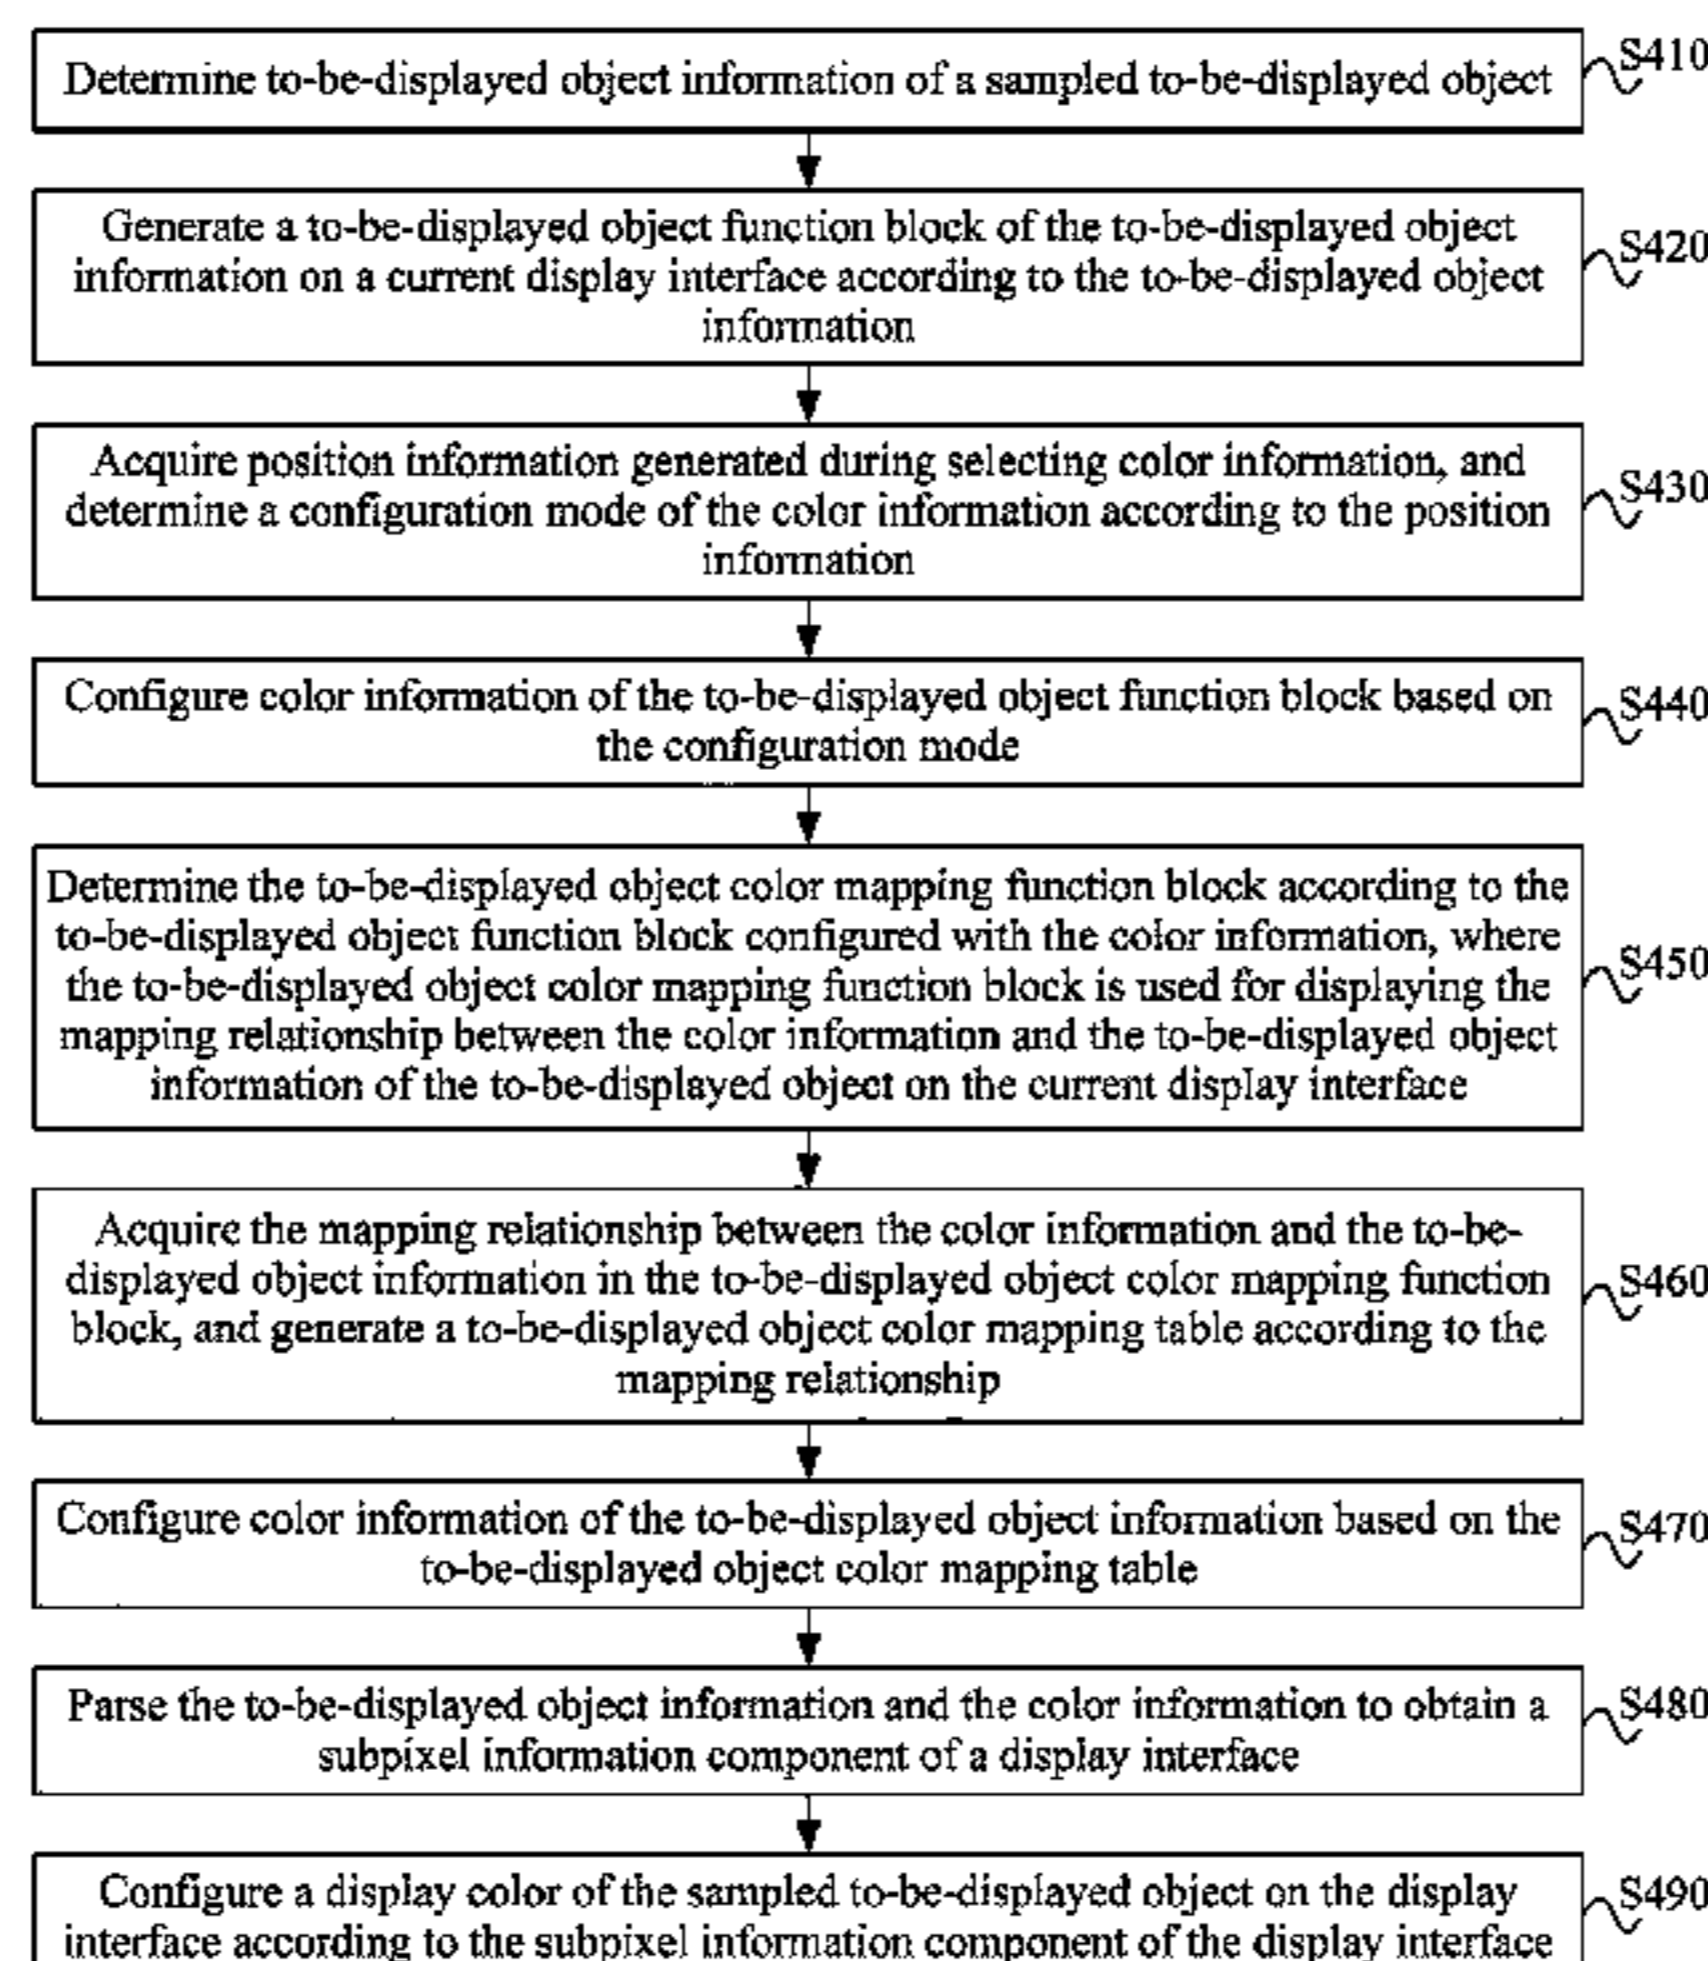 Determine to-be-displayed object information of a sampled to-be-displayed object
S410
Generate a to-be-displayed object function block of the to-be-displayed object
information on a current display interface according to the to-be-displayed object
information
S420
Acquire position information generated during selecting color information, and
determine a configuration mode of the color information according to the position
information
S430
Configure color information of the to-be-displayed object function block based on
the configuration mode
S440
Determine the to-be-displayed object color mapping function block according to the
to-be-displayed object function block configured with the color information, where
the to-be-displayed object color mapping function block is used for displaying the
mapping relationship between the color information and the to-be-displayed object
information of the to-be-displayed object on the current display interface
S450
Acquire the mapping relationship between the color information and the to-be-
displayed object information in the to-be-displayed object color mapping function
block, and generate a to-be-displayed object color mapping table according to the
mapping relationship
S460
Configure color information of the to-be-displayed object information based on the
to-be-displayed object color mapping table
S470
Parse the to-be-displayed object information and the color information to obtain a
subpixel information component of a display interface
S480
Configure a display color of the sampled to-be-displayed object on the display
interface according to the subpixel information component of the display interface
S490